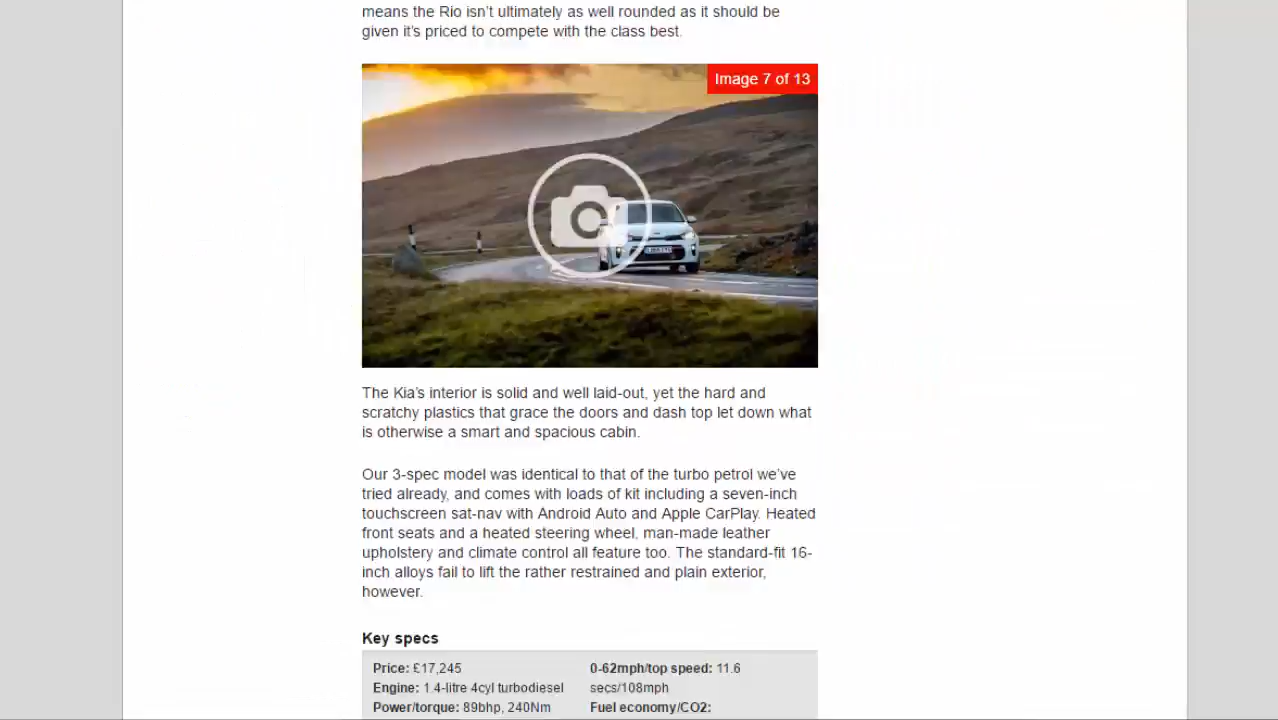 means the Rio isn’t ultimately as well rounded as it should be
given it’s priced to compete with the class best.
Image 7 of 13
The Kia’s interior is solid and well laid-out, yet the hard and
scratchy plastics that grace the doors and dash top let down what
is otherwise a smart and spacious cabin.
Our 3-spec model was identical to that of the turbo petrol we’ve
tried already, and comes with loads of kit including a seven-inch
touchscreen sat-nav with Android Auto and Apple CarPlay. Heated
front seats and a heated steering wheel, man-made leather
upholstery and climate control all feature too. The standard-fit 16-
inch alloys fail to lift the rather restrained and plain exterior,
however.
Key specs
Price: £17,245
Engine: 1.4-litre 4cyl turbodiesel
Power/torque: 89bhp, 240Nm
0-62mph/top speed: 11.6
secs/108mph
Fuel economy/CO2: